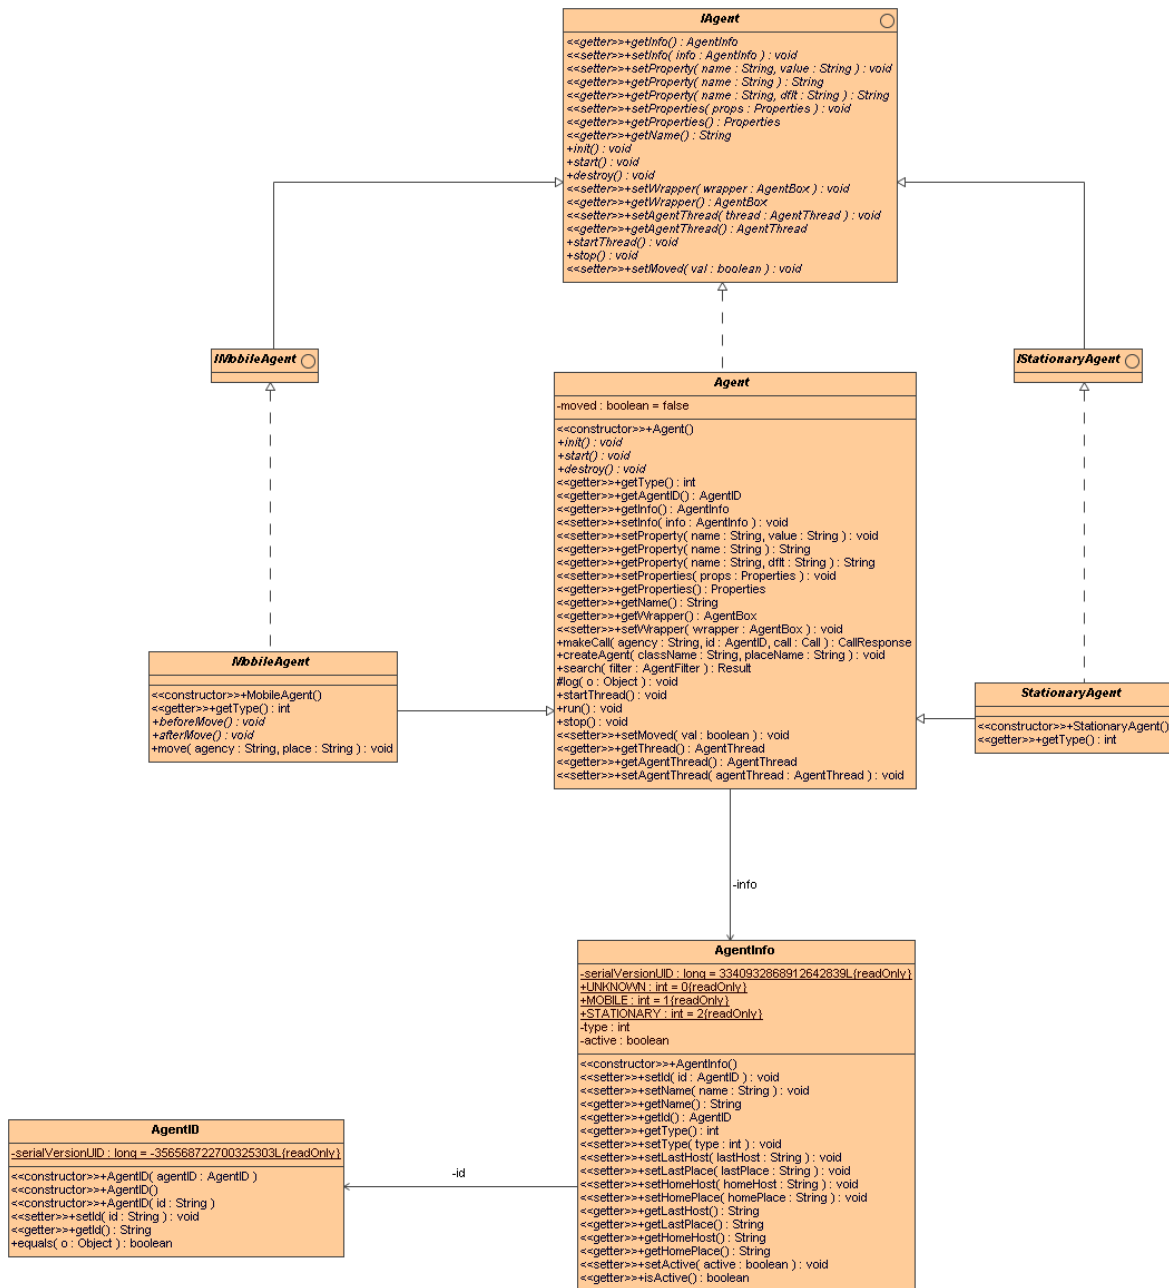 IAgent
<<getter>>+getInfo() : AgentInfo
<<setter>>+setInfo( info : AgentInfo ) : void
<<setter>>+setProperty( name : String, value : String ) : void
<<getter>>+getProperty( name : String ) : String
<<getter>>+getProperty( name : String, dflt : String ) : String
<<setter>>+setProperties( props : Properties ) : void
<<getter>>+getProperties() : Properties
<<getter>>+getName() : String
+init() : void
+start() : void
+destroy() : void
<<setter>>+setWrapper( wrapper : AgentBox ) : void
<<getter>>+getWrapper() : AgentBox
<<setter>>+setAgentThread( thread : AgentThread ) : void
<<getter>>+getAgentThread() : AgentThread
+startThread() : void
+stop() : void
<<setter>>+setMoved( val : boolean ) : void
IMobileAgent
IStationaryAgent
Agent
-moved : boolean = false
<<constructor>>+Agent()
+init() : void
+start() : void
+destroy() : void
<<getter>>+getType() : int
<<getter>>+getAgentID() : AgentID
<<getter>>+getInfo() : AgentInfo
<<setter>>+setInfo( info : AgentInfo ) : void
<<setter>>+setProperty( name : String, value : String ) : void
<<getter>>+getProperty( name : String ) : String
<<getter>>+getProperty( name : String, dflt : String ) : String
<<setter>>+setProperties( props : Properties ) : void
<<getter>>+getProperties() : Properties
<<getter>>+getName() : String
<<getter>>+getWrapper() : AgentBox
<<setter>>+setWrapper( wrapper : AgentBox ) : void
+makeCall( agency : String, id : AgentID, call : Call ) : CallResponse
+createAgent( className : String, placeName : String ) : void
+search( filter : AgentFilter ) : Result
#log( o : Object ) : void
+startThread() : void
+run() : void
+stop() : void
<<setter>>+setMoved( val : boolean ) : void
<<getter>>+getThread() : AgentThread
<<getter>>+getAgentThread() : AgentThread
<<setter>>+setAgentThread( agentThread : AgentThread ) : void
MobileAgent
<<constructor>>+MobileAgent()
<<getter>>+getType() : int
+beforeMove() : void
+afterMove() : void
+move( agency : String, place : String ) : void
StationaryAgent
<<constructor>>+StationaryAgent()
<<getter>>+getType() : int
-info
AgentInfo
-serialVersionUID : long = 3340932868912642839L{readOnly}
+UNKNOWN : int = 0{readOnly}
+MOBILE : int = 1{readOnly}
+STATIONARY : int = 2{readOnly}
-type : int
-active : boolean
<<constructor>>+AgentInfo()
<<setter>>+setId( id : AgentID ) : void
<<setter>>+setName( name : String ) : void
<<getter>>+getName() : String
<<getter>>+getId() : AgentID
<<getter>>+getType() : int
<<setter>>+setType( type : int ) : void
<<setter>>+setLastHost( lastHost : String ) : void
<<setter>>+setLastPlace( lastPlace : String ) : void
<<setter>>+setHomeHost( homeHost : String ) : void
<<setter>>+setHomePlace( homePlace : String ) : void
<<getter>>+getLastHost() : String
<<getter>>+getLastPlace() : String
<<getter>>+getHomeHost() : String
<<getter>>+getHomePlace() : String
<<setter>>+setActive( active : boolean ) : void
<<getter>>+isActive() : boolean
-id
AgentID
-serialVersionUID : long = -356568722700325303L{readOnly}
<<constructor>>+AgentID( agentID : AgentID )
<<constructor>>+AgentID()
<<constructor>>+AgentID( id : String )
<<setter>>+setId( id : String ) : void
<<getter>>+getId() : String
+equals( o : Object ) : boolean